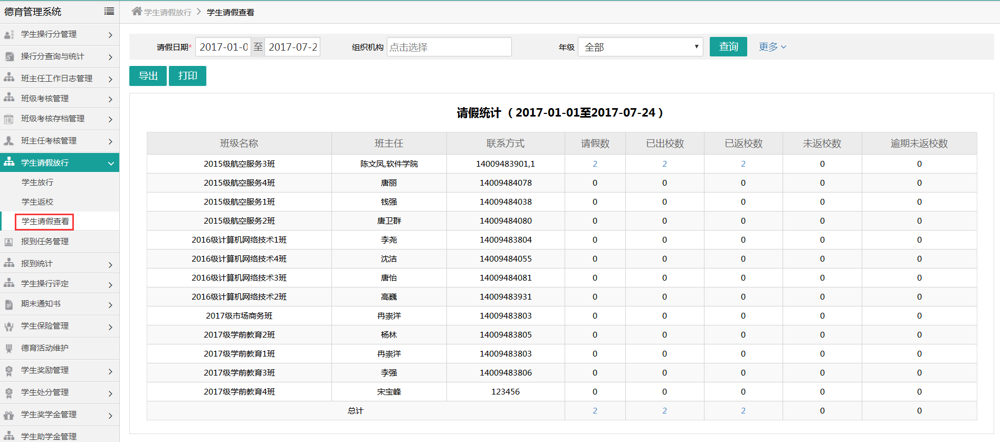 德育管理系统
学生请假放行 > 学生请假查看
学生操行分管理
操行分查询与统计
班主任工作日志管理
班级考核管理
班级考核存档管理
班主任考核管理
学生请假放行
学生放行
学生返校
学生请假查看
报到任务管理
报到统计
学生操行评定
期末通知书
学生保险管理
德育活动维护
学生奖励管理
学生处分管理
学生奖学金管理
学生助学金管理
请假日期* 2017-01-0 至 2017-07-2 组织机构 点击选择 年级 全部 查询 更多
导出 打印
请假统计（2017-01-01至2017-07-24）
班级名称 班主任 联系方式 请假数 已出校数 已返校数 未返校数 逾期未返校数
2015级航空服务3班 陈文凤,软件学院 14009483901,1 2 2 2 0 0
2015级航空服务4班 唐丽 14009484078 0 0 0 0 0
2015级航空服务1班 钱强 14009484038 0 0 0 0 0
2015级航空服务2班 唐卫群 14009484080 0 0 0 0 0
2016级计算机网络技术1班 李尧 14009483804 0 0 0 0 0
2016级计算机网络技术4班 沈洁 14009484055 0 0 0 0 0
2016级计算机网络技术3班 唐怡 14009484081 0 0 0 0 0
2016级计算机网络技术2班 高巍 14009483931 0 0 0 0 0
2017级市场商务班 冉崇洋 14009483803 0 0 0 0 0
2017级学前教育2班 杨林 14009483805 0 0 0 0 0
2017级学前教育1班 冉崇洋 14009483803 0 0 0 0 0
2017级学前教育3班 李强 14009483806 0 0 0 0 0
2017级学前教育4班 宋宝峰 123456 0 0 0 0 0
总计 2 2 2 0 0